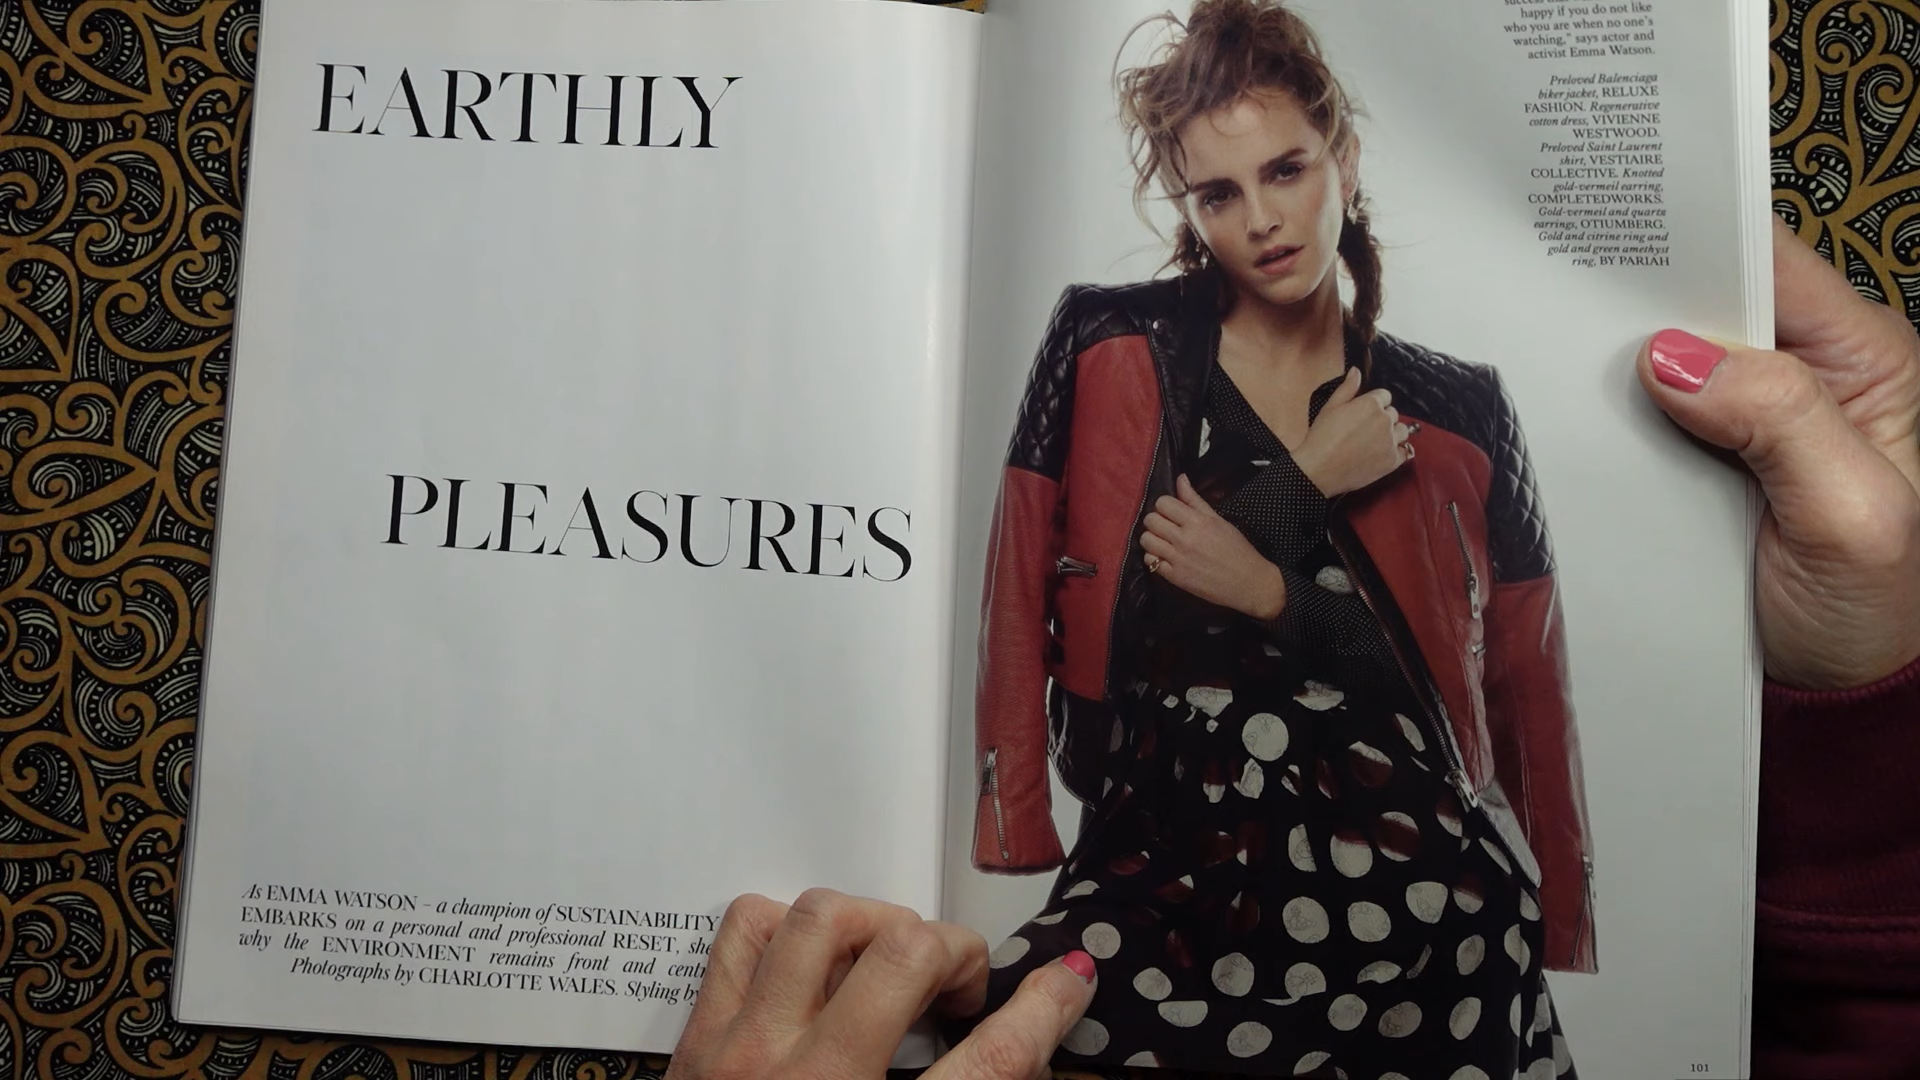 EARTHLY
PLEASURES
As EMMA WATSON – a champion of SUSTAINABILITY
EMBARKS on a personal and professional RESET, she
why the ENVIRONMENT remains front and
Photographs by CHARLOTTE WALES. Styling by
happy if you do not like
who you are when no one's
watching," says actor and
activist Emma Watson.
Preloved Balenciaga
biker jacket, RELUXE
FASHION. Regenerative
cotton dress, VIVIENNE
WESTWOOD.
Preloved Saint Laurent
shirt, VESTIAIRE
COLLECTIVE. Knotted
gold-vermeil earring,
COMPLETEDWORKS.
Gold-vermeil and quartz
earrings, OTIUMBERG.
Gold and citrine ring and
gold and green amethyst
ring, BY PARIAH
101